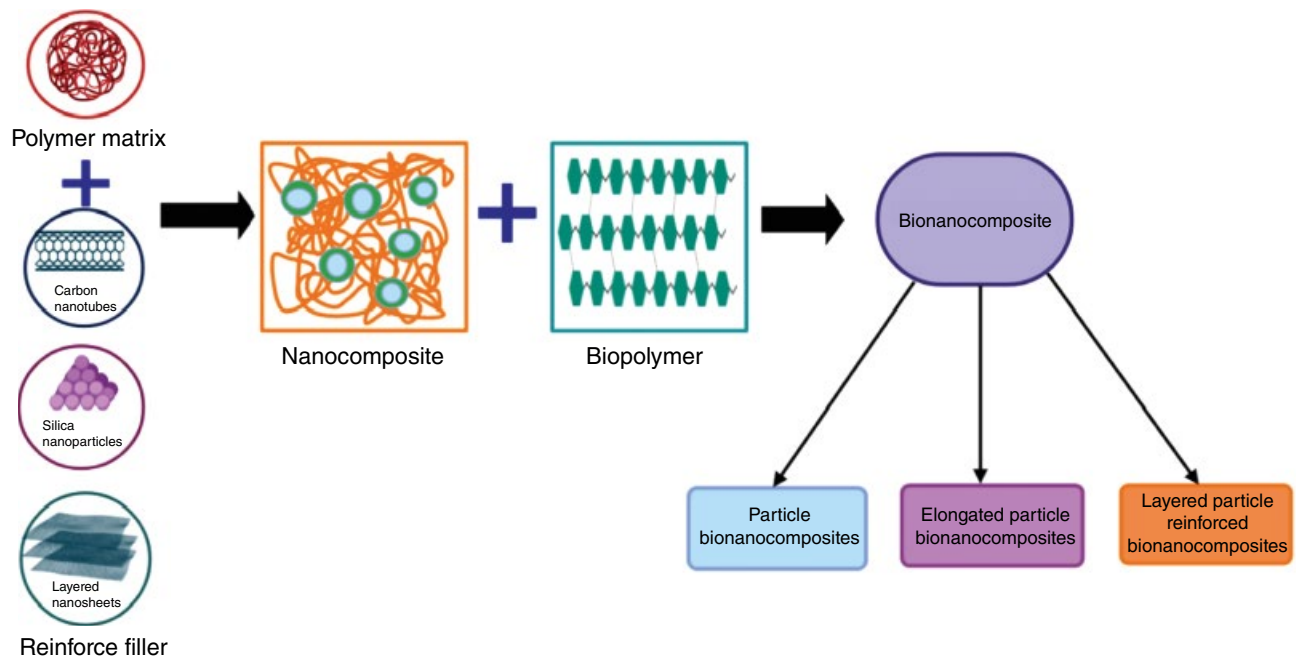 Polymer matrix
Carbon
nanotubes
Silica
nanoparticles
Layered
nanosheets
Reinforce filler
Nanocomposite
Biopolymer
Bionanocomposite
Particle
bionanocomposites
Elongated particle
bionanocomposites
Layered particle
reinforced
bionanocomposites